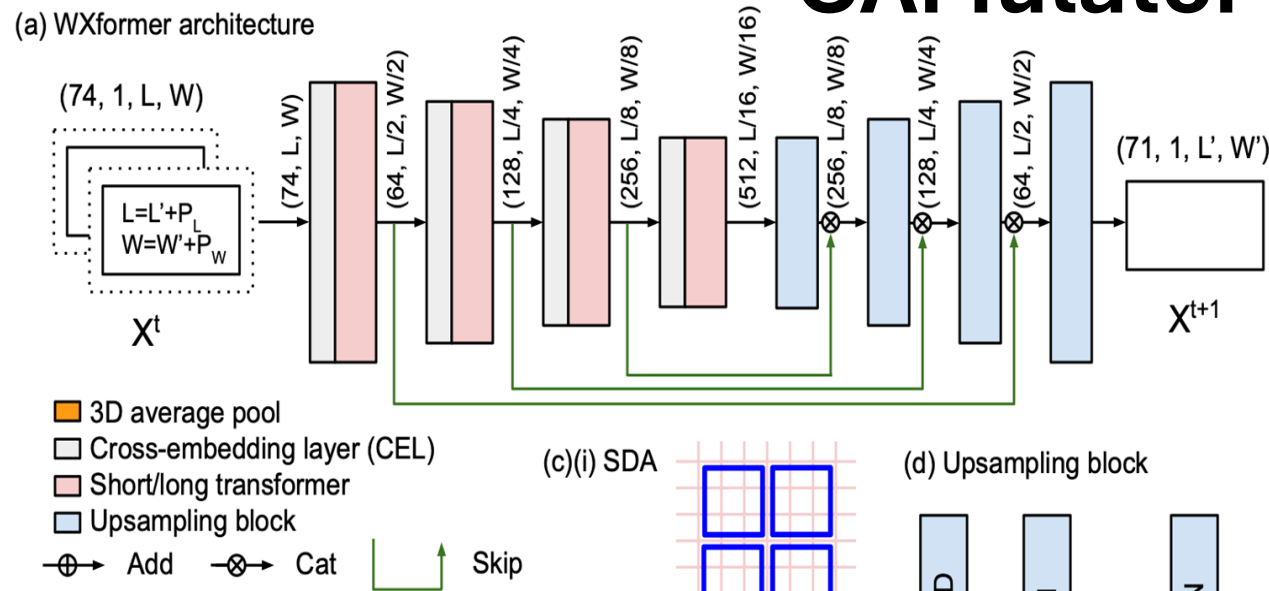 (a) WXformer architecture
(74, 1, L, W)
L=L'+P_L
W=W'+P_W
X^t
(74, L, W)
(64, L/2, W/2)
(128, L/4, W/4)
(256, L/8, W/8)
(512, L/16, W/16)
(256, L/8, W/8)
(128, L/4, W/4)
(64, L/2, W/2)
(71, 1, L', W')
X^t+1
3D average pool
Cross-embedding layer (CEL)
Short/long transformer
Upsampling block
Add
Cat
Skip
(c)(i) SDA
(d) Upsampling block